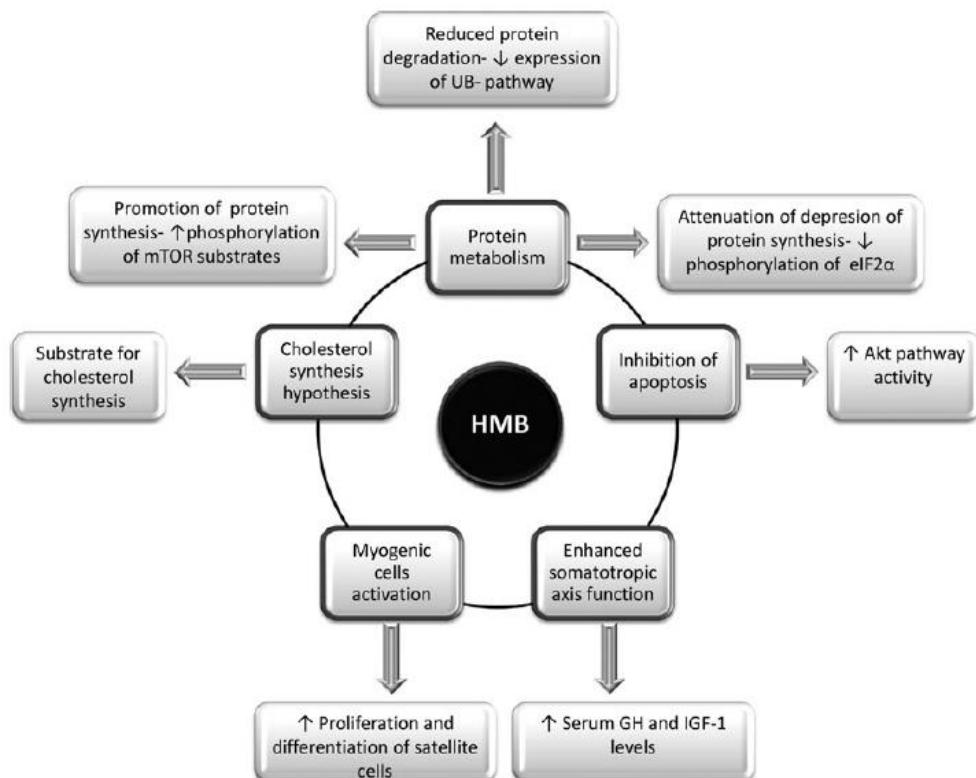 Reduced protein
degradation- ↓ expression
of UB- pathway
Promotion of protein
synthesis- ↑ phosphorylation
of mTOR substrates
Protein
metabolism
Attenuation of depresion of
protein synthesis- ↓
phosphorylation of eIF2α
Substrate for
cholesterol
synthesis
Cholesterol
synthesis
hypothesis
Inhibition of
apoptosis
↑ Akt pathway
activity
HMB
Myogenic
cells
activation
Enhanced
somatotropic
axis function
↑ Proliferation and
differentiation of satellite
cells
↑ Serum GH and IGF-1
levels